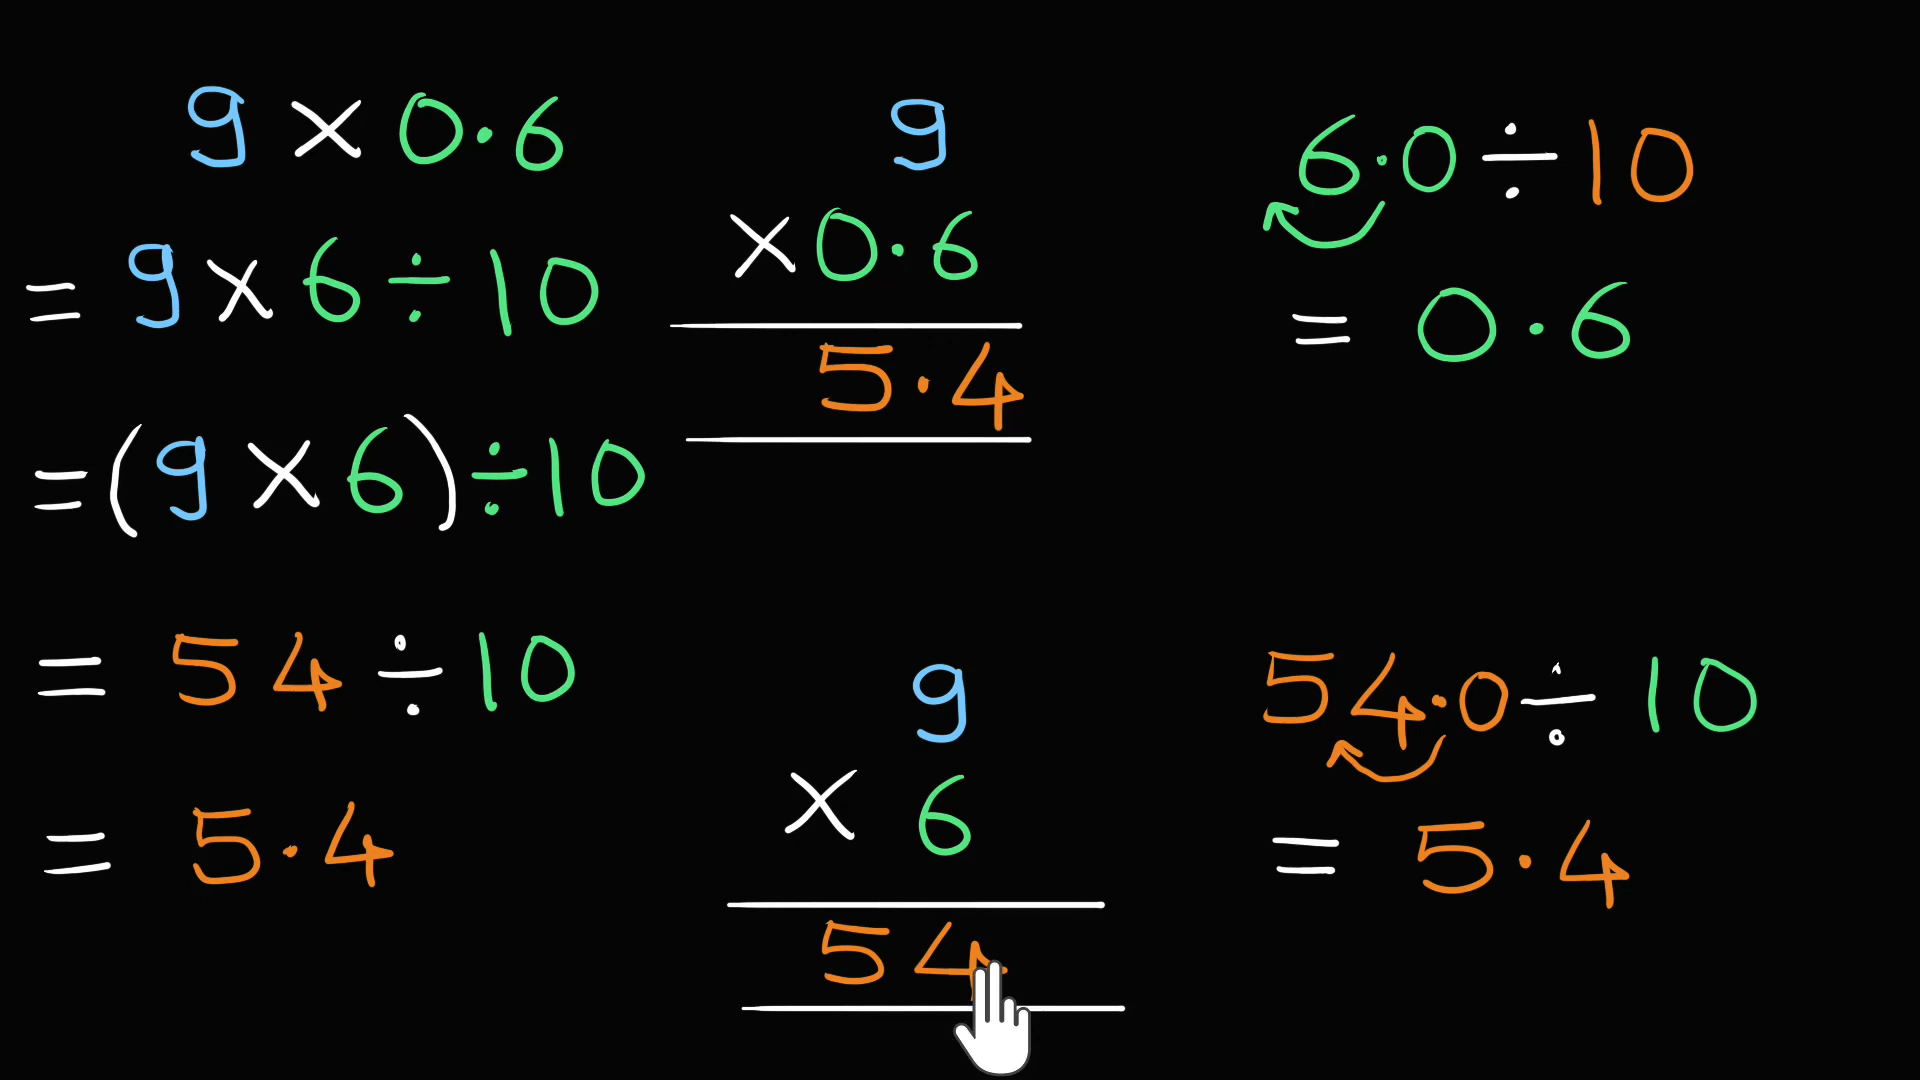 9 × 0.6
= 9 × 6 ÷ 10
= (9 × 6) ÷ 10
= 54 ÷ 10
= 5.4
9
× 0.6
5.4
9
× 6
54
6.0 ÷ 10
= 0.6
54.0 ÷ 10
= 5.4